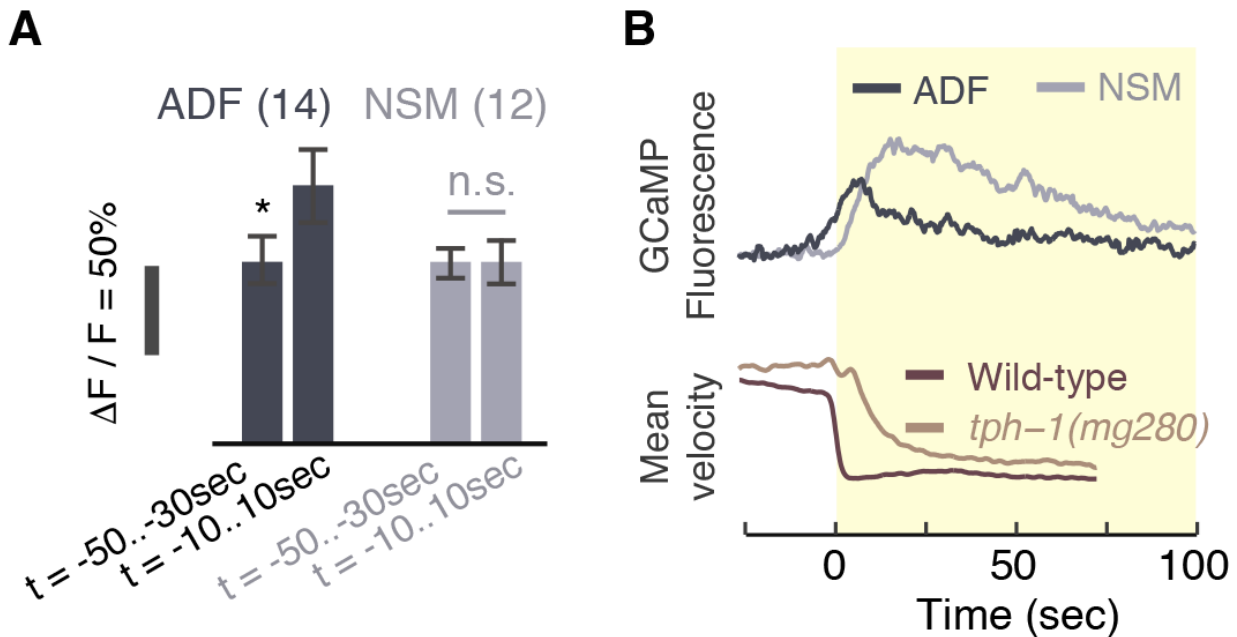 A
ADF (14)
NSM (12)
*
n.s.
ΔF / F = 50%
t = -50..-30sec
t = -10..10sec
t = -50..-30sec
t = -10..10sec
B
ADF
NSM
GCaMP
Fluorescence
Wild-type
tph−1(mg280)
Mean
velocity
0
50
100
Time (sec)